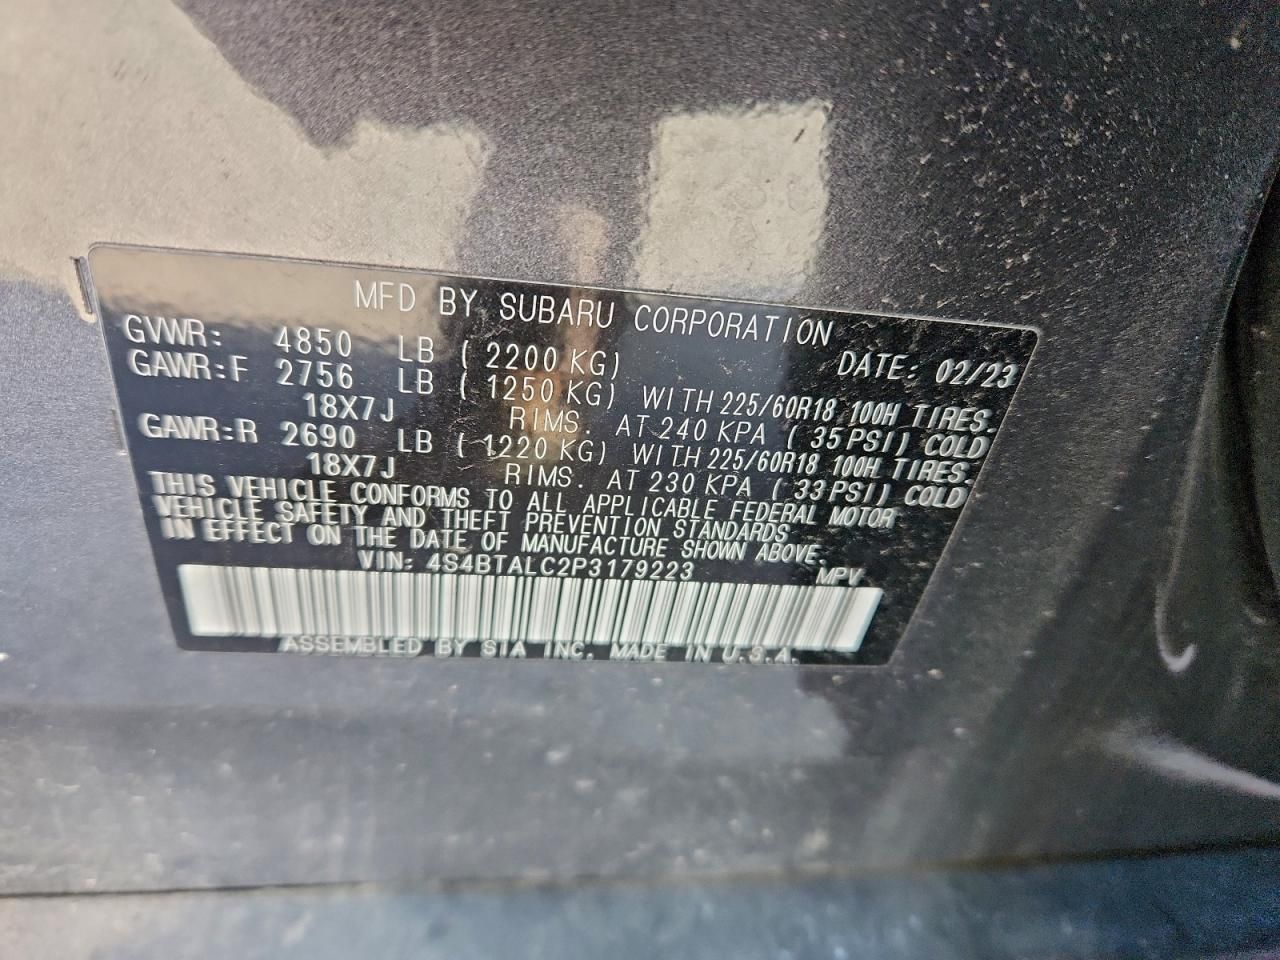 MFD BY SUBARU CORPORATION
GVWR: 4850 LB ( 2200 KG) DATE: 02/23
GAWR:F 2756 LB ( 1250 KG) WITH 225/60R18 100H TIRES.
18X7J RIMS. AT 240 KPA ( 35PSI) COLD
GAWR:R 2690 LB ( 1220 KG) WITH 225/60R18 100H TIRES.
18X7J RIMS. AT 230 KPA ( 33PSI) COLD
THIS VEHICLE CONFORMS TO ALL APPLICABLE FEDERAL MOTOR
VEHICLE SAFETY AND THEFT PREVENTION STANDARDS
IN EFFECT ON THE DATE OF MANUFACTURE SHOWN ABOVE.
VIN: 4S4BTALC2P3179223 MPV
ASSEMBLED BY SIA INC. MADE IN U.S.A.